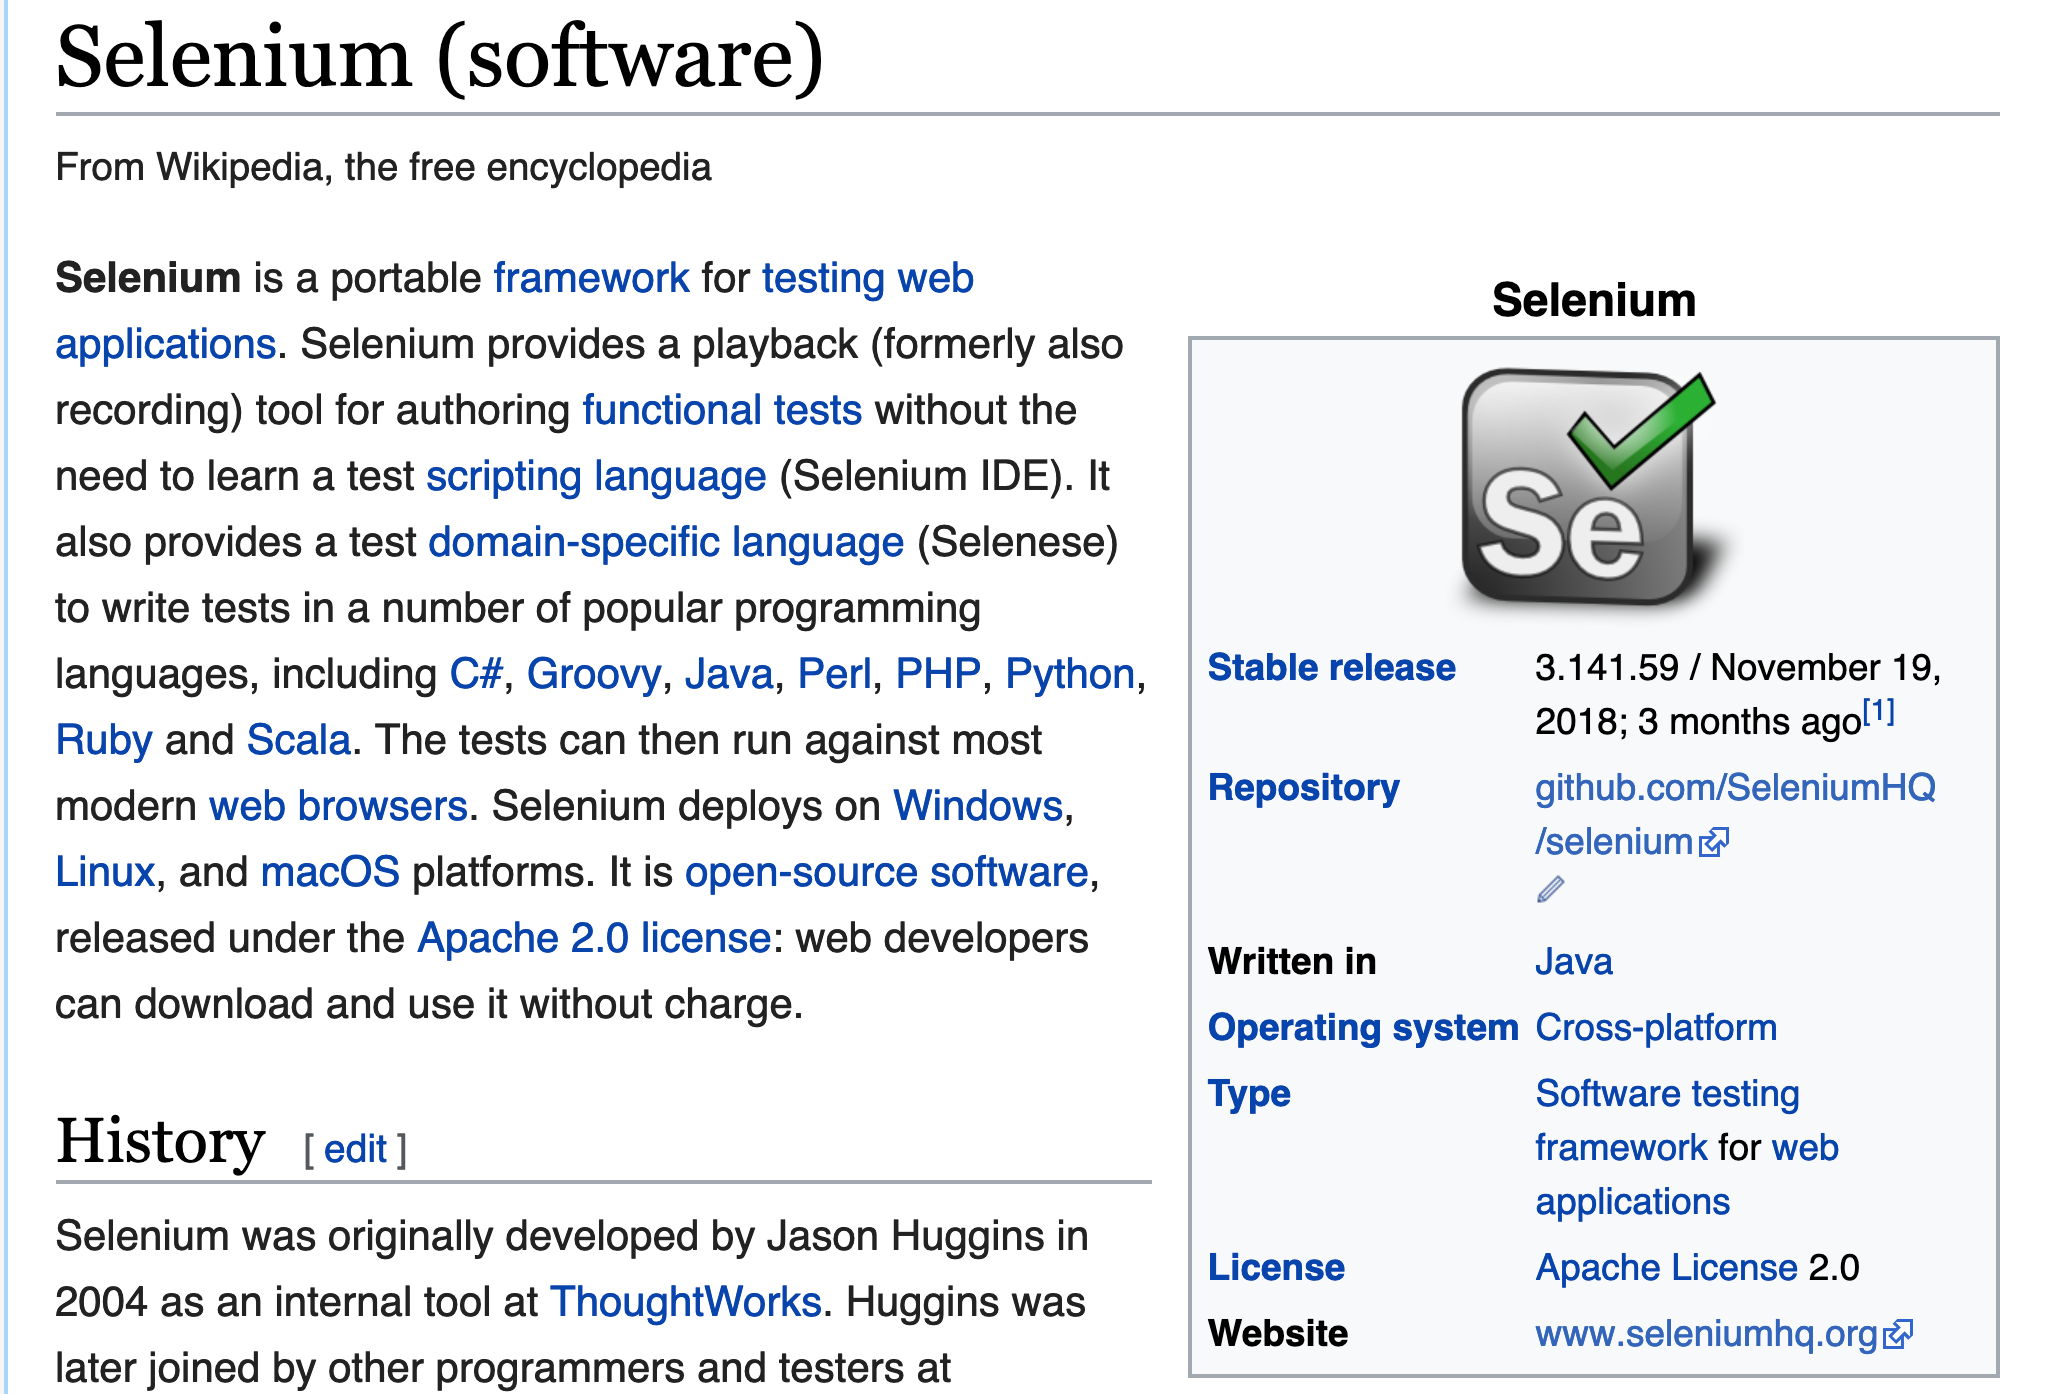 Selenium (software)
From Wikipedia, the free encyclopedia
Selenium is a portable framework for testing web
applications. Selenium provides a playback (formerly also
recording) tool for authoring functional tests without the
need to learn a test scripting language (Selenium IDE). It
also provides a test domain-specific language (Selenese)
to write tests in a number of popular programming
languages, including C#, Groovy, Java, Perl, PHP, Python,
Ruby and Scala. The tests can then run against most
modern web browsers. Selenium deploys on Windows,
Linux, and macOS platforms. It is open-source software,
released under the Apache 2.0 license: web developers
can download and use it without charge.
History [ edit ]
Selenium was originally developed by Jason Huggins in
2004 as an internal tool at ThoughtWorks. Huggins was
later joined by other programmers and testers at
Selenium
Se
Stable release 3.141.59 / November 19,
2018; 3 months ago[1]
Repository github.com/SeleniumHQ
/selenium
Written in Java
Operating system Cross-platform
Type Software testing
framework for web
applications
License Apache License 2.0
Website www.seleniumhq.org